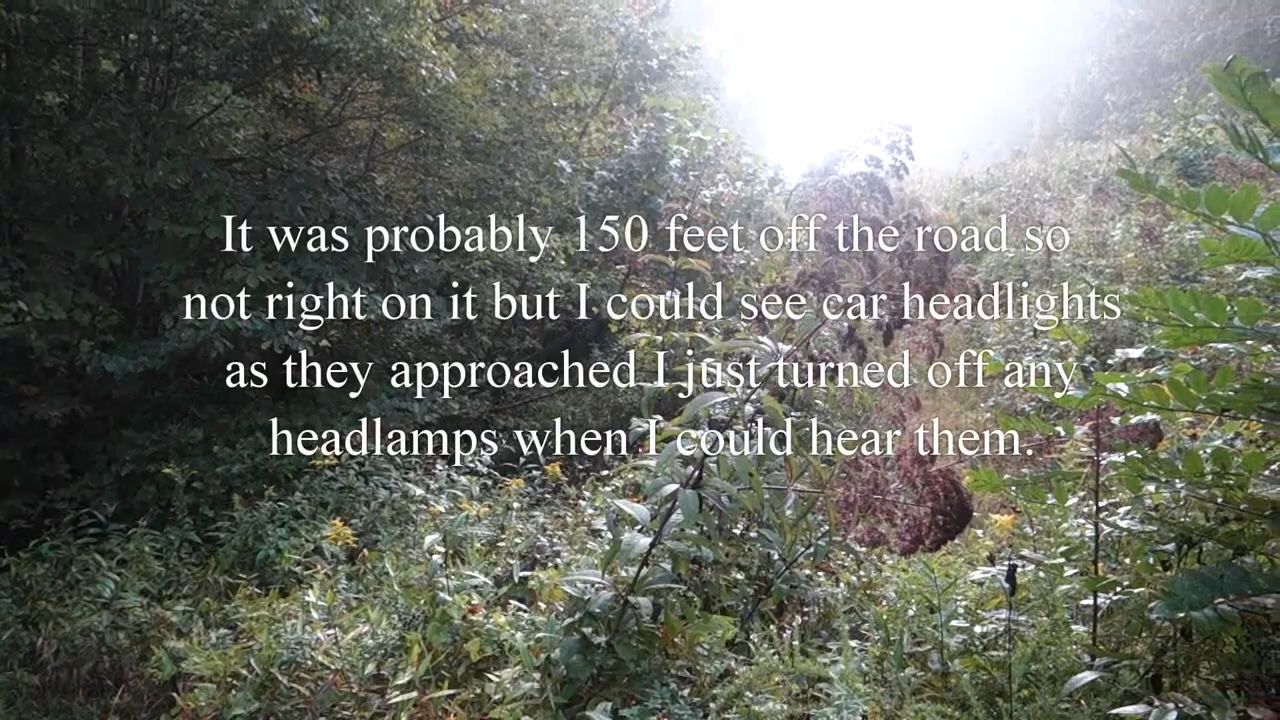 It was probably 150 feet off the road so
not right on it but I could see car headlights
as they approached I just turned off any
headlamps when I could hear them.